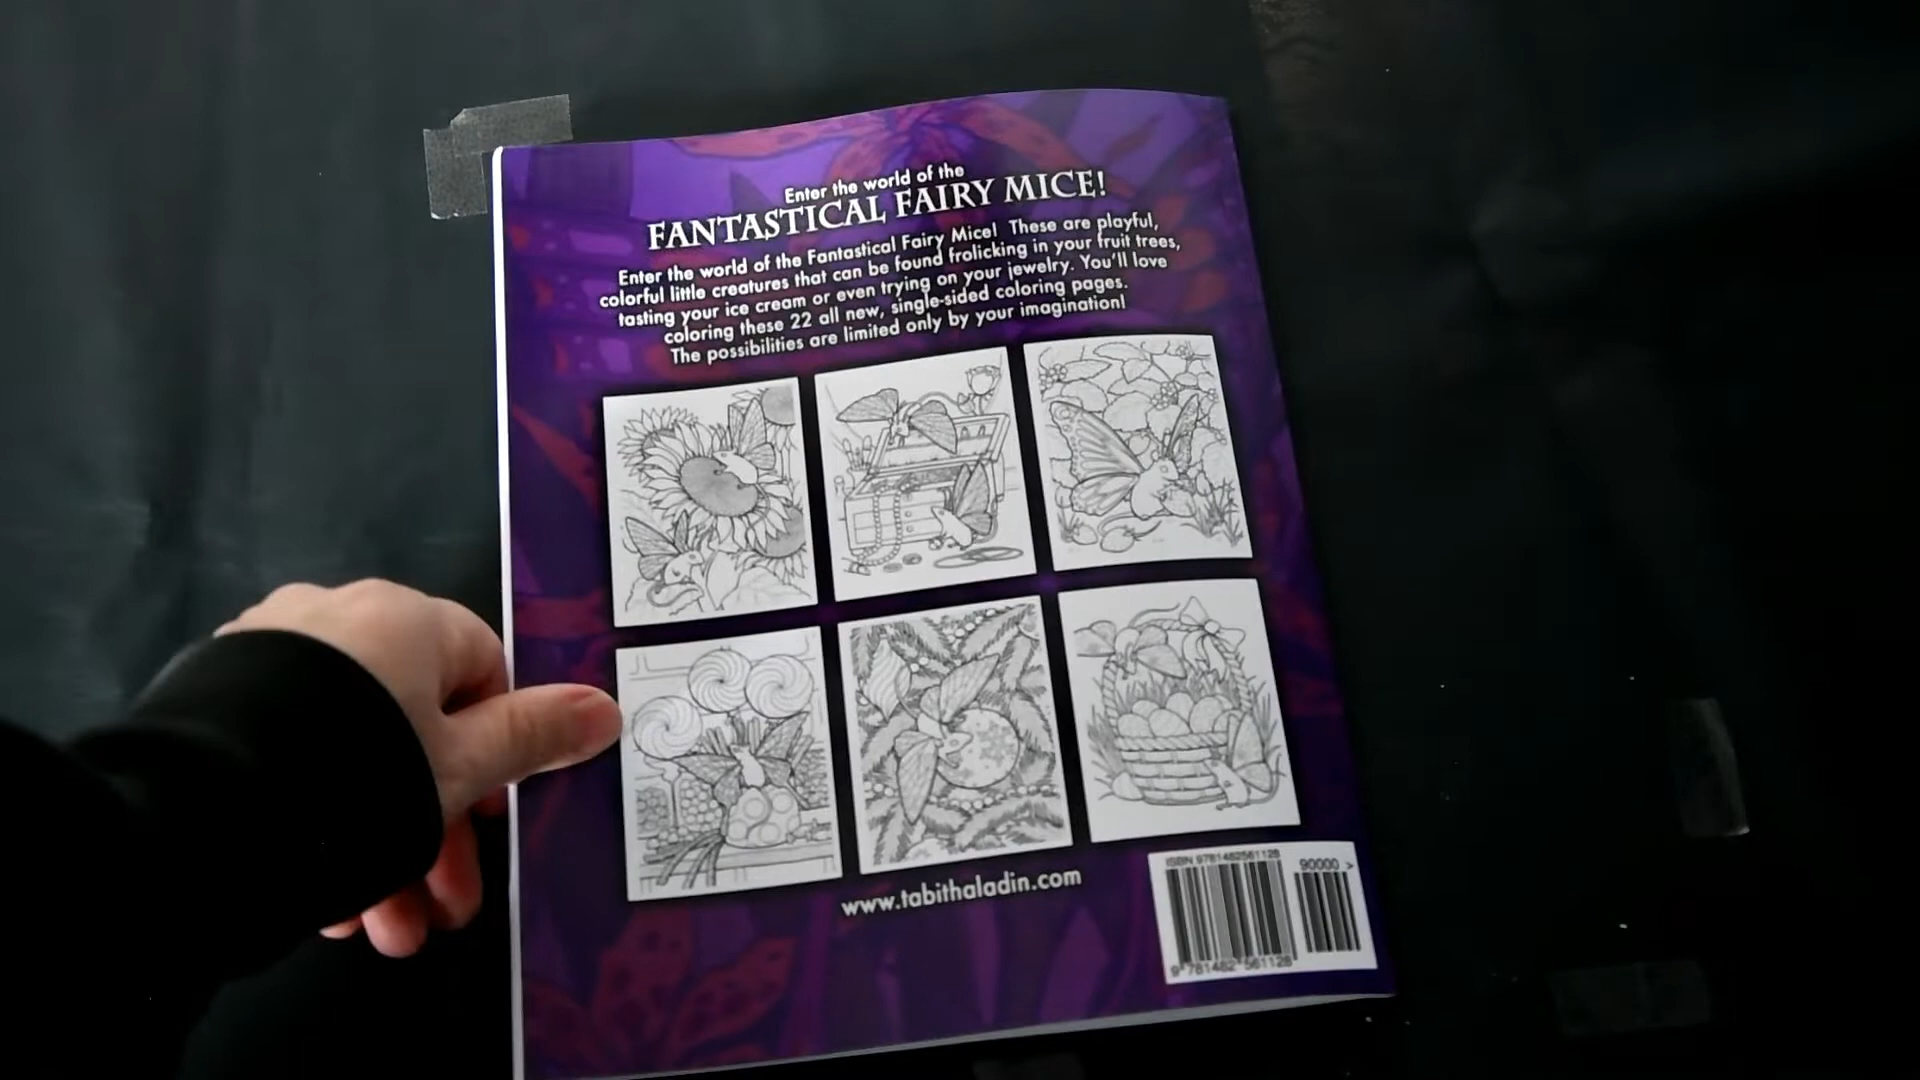 Enter the world of the
FANTASTICAL FAIRY MICE!
Enter the world of the Fantastical Fairy Mice! These are playful,
colorful little creatures that can be found frolicking in your fruit trees,
tasting your ice cream or even trying on your jewelry. You'll love
coloring these 22 all new, single-sided coloring pages.
The possibilities are limited only by your imagination!
www.tabithaladin.com
ISBN 9781482561128
90000 >
9 781482 561128